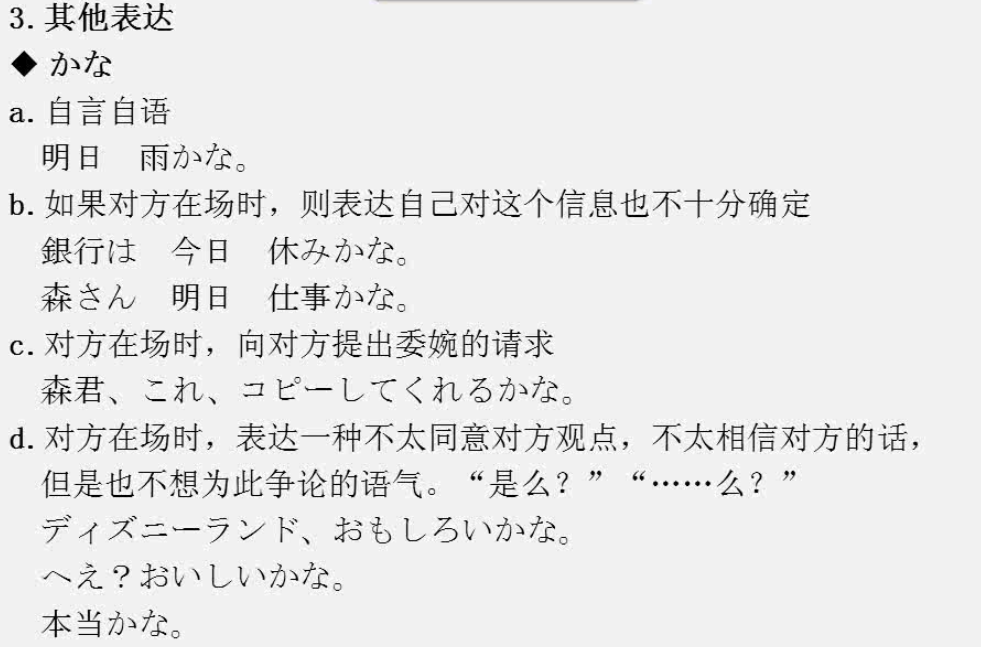 3. 其他表达
◆ かな
a. 自言自语
明日　雨かな。
b. 如果对方在场时，则表达自己对这个信息也不十分确定
銀行は　今日　休みかな。
森さん　明日　仕事かな。
c. 对方在场时，向对方提出委婉的请求
森君、これ、コピーしてくれるかな。
d. 对方在场时，表达一种不太同意对方观点，不太相信对方的话，
但是也不想为此争论的语气。“是么？”“……么？”
ディズニーランド、おもしろいかな。
へえ？おいしいかな。
本当かな。